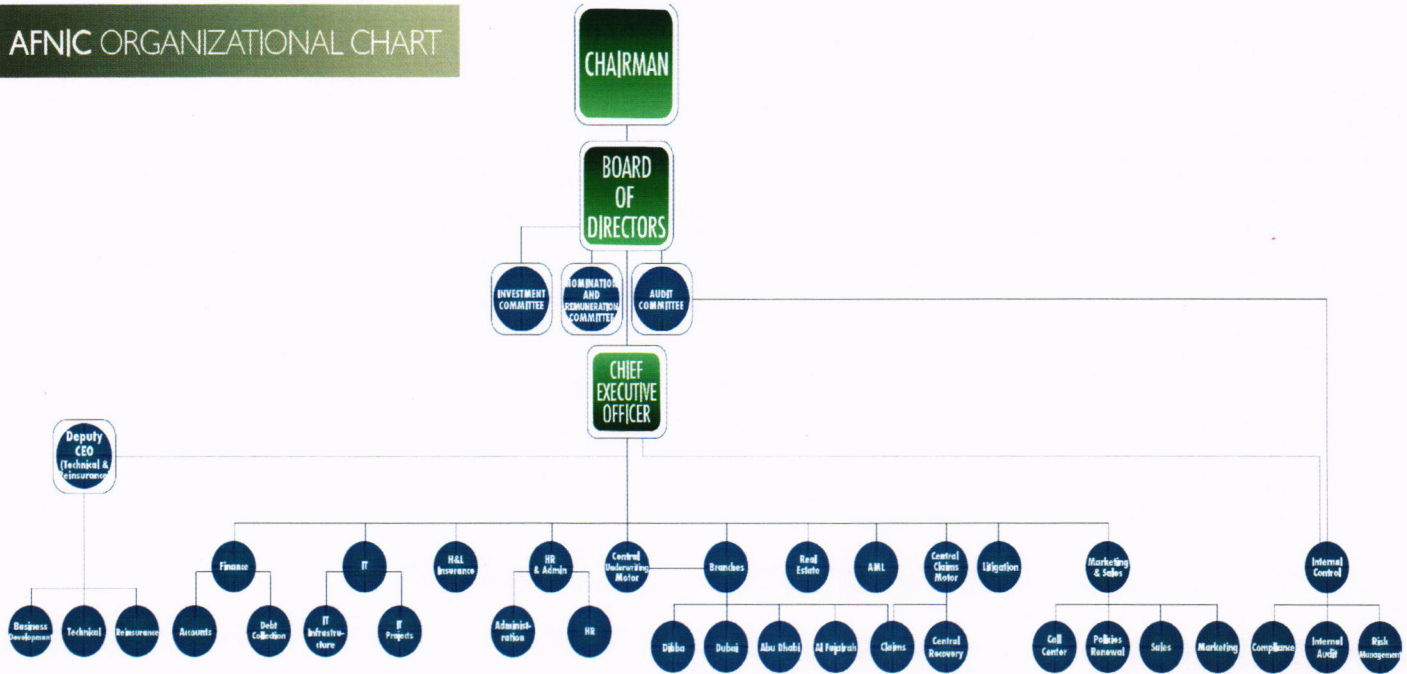 AFNIC ORGANIZATIONAL CHART
CHAIRMAN
BOARD
OF
DIRECTORS
INVESTMENT
COMMITTEE
NOMINATION
AND
REMUNERATION
COMMITTEE
AUDIT
COMMITTEE
CHIEF
EXECUTIVE
OFFICER
Deputy
CEO
(Technical &
Reinsurance
Finance
IT
H&L
Insurance
HR
& Admin
Central
Underwriting
Motor
Branches
Real
Estate
AML
Central
Claims
Motor
Litigation
Marketing
& Sales
Internal
Control
Business
Development
Technical
Reinsurance
Accounts
Debt
Collection
IT
Infrastru-
cture
IT
Projects
Administ-
ration
HR
Dibba
Dubai
Abu Dhabi
Al Fujairah
Claims
Central
Recovery
Call
Center
Policies
Renewal
Sales
Marketing
Compliance
Internal
Audit
Risk
Management